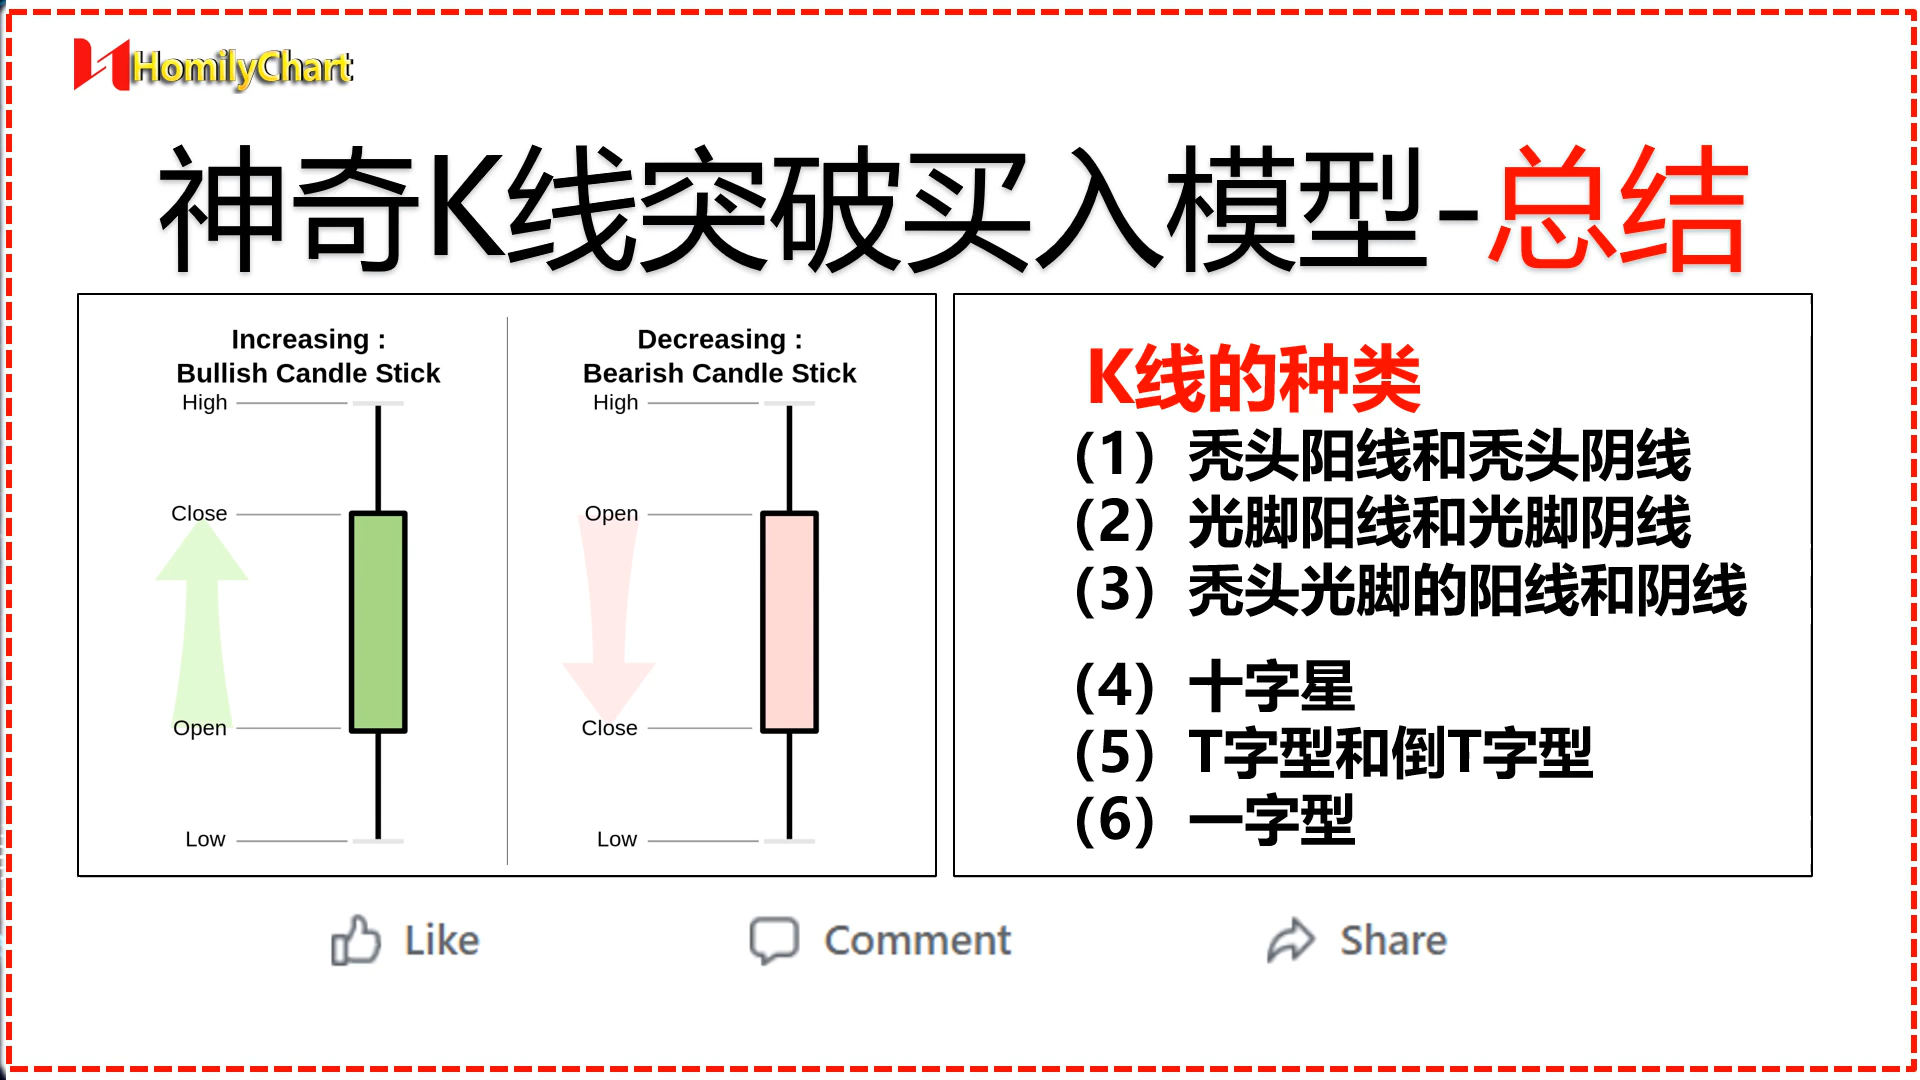 HomilyChart
神奇K线突破买入模型-总结
Increasing :
Bullish Candle Stick
High
Close
Open
Low
Decreasing :
Bearish Candle Stick
High
Open
Close
Low
K线的种类
（1）秃头阳线和秃头阴线
（2）光脚阳线和光脚阴线
（3）秃头光脚的阳线和阴线
（4）十字星
（5）T字型和倒T字型
（6）一字型
Like
Comment
Share